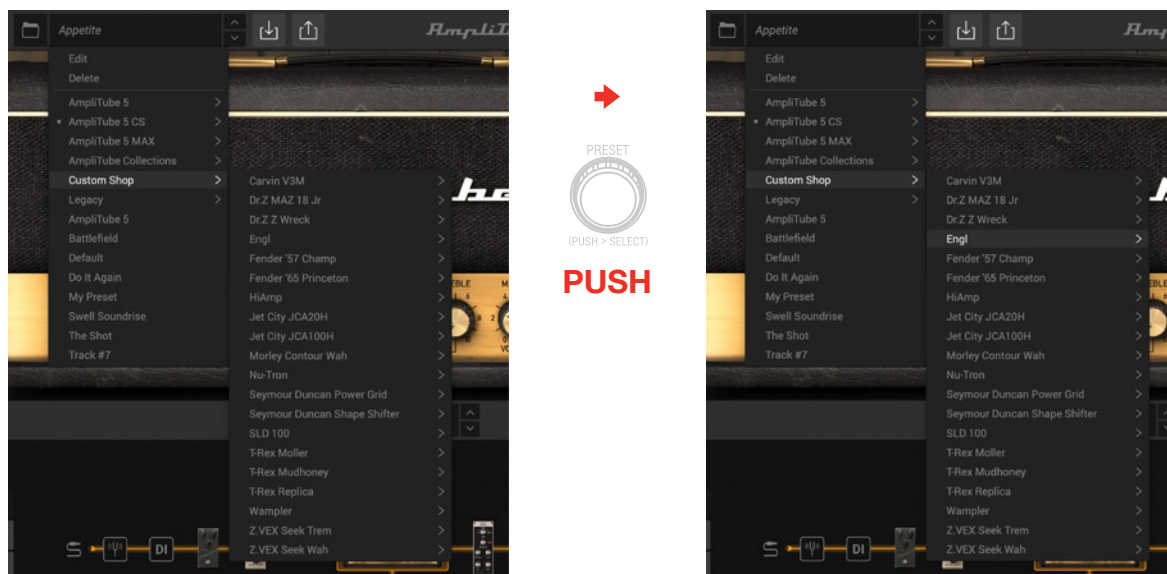 Appetite
Edit
Delete
AmpliTube 5
• AmpliTube 5 CS
AmpliTube 5 MAX
AmpliTube Collections
Custom Shop
Legacy
AmpliTube 5
Battlefield
Default
Do It Again
My Preset
Swell Soundrise
The Shot
Track #7
Carvin V3M
Dr.Z MAZ 18 Jr
Dr.Z Z Wreck
Engl
Fender '57 Champ
Fender '65 Princeton
HiAmp
Jet City JCA20H
Jet City JCA100H
Morley Contour Wah
Nu-Tron
Seymour Duncan Power Grid
Seymour Duncan Shape Shifter
SLD 100
T-Rex Moller
T-Rex Mudhoney
T-Rex Replica
Wampler
Z.VEX Seek Trem
Z.VEX Seek Wah
DI
PRESET
(PUSH > SELECT)
PUSH
Appetite
Edit
Delete
AmpliTube 5
• AmpliTube 5 CS
AmpliTube 5 MAX
AmpliTube Collections
Custom Shop
Legacy
AmpliTube 5
Battlefield
Default
Do It Again
My Preset
Swell Soundrise
The Shot
Track #7
Carvin V3M
Dr.Z MAZ 18 Jr
Dr.Z Z Wreck
Engl
Fender '57 Champ
Fender '65 Princeton
HiAmp
Jet City JCA20H
Jet City JCA100H
Morley Contour Wah
Nu-Tron
Seymour Duncan Power Grid
Seymour Duncan Shape Shifter
SLD 100
T-Rex Moller
T-Rex Mudhoney
T-Rex Replica
Wampler
Z.VEX Seek Trem
Z.VEX Seek Wah
DI